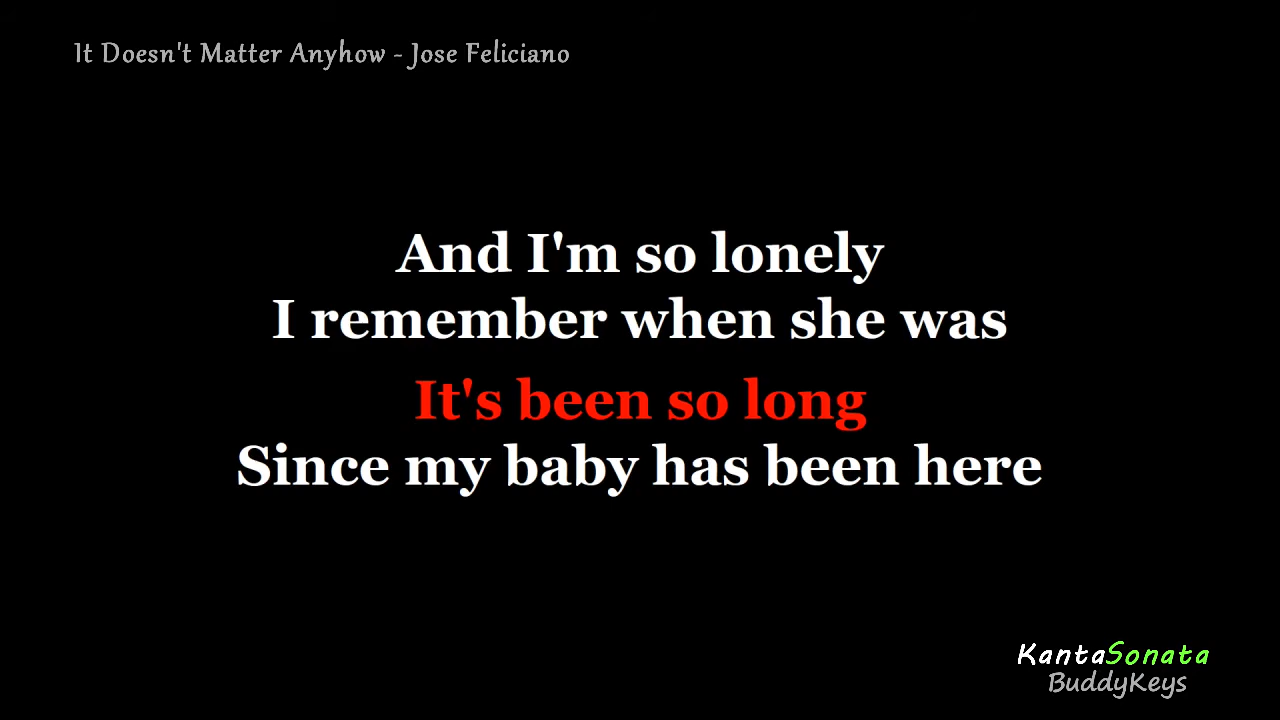 It Doesn't Matter Anyhow - Jose Feliciano
And I'm so lonely
I remember when she was
It's been so long
Since my baby has been here
KantaSonata
BuddyKeys